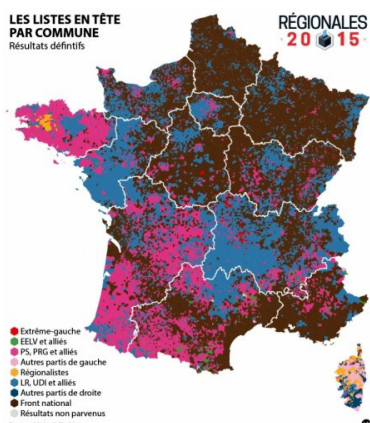 LES LISTES EN TÊTE
PAR COMMUNE
Résultats défintifs
RÉGIONALES
2015
Extrême-gauche
EELV et alliés
PS, PRG et alliés
Autres partis de gauche
Régionalistes
LR, UDI et alliés
Autres partis de droite
Front national
Résultats non parvenus